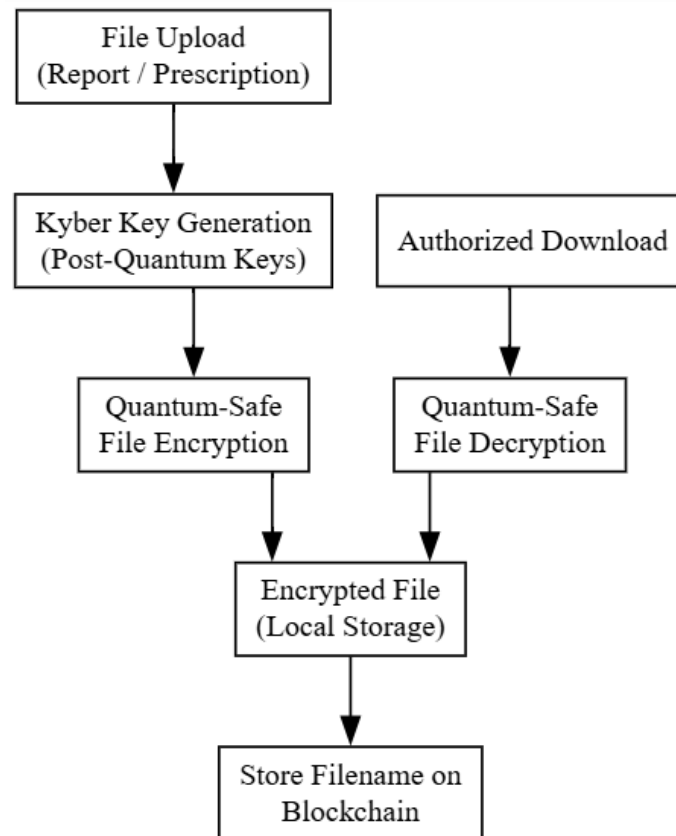 File Upload
(Report / Prescription)
Kyber Key Generation
(Post-Quantum Keys)
Authorized Download
Quantum-Safe
File Encryption
Quantum-Safe
File Decryption
Encrypted File
(Local Storage)
Store Filename on
Blockchain